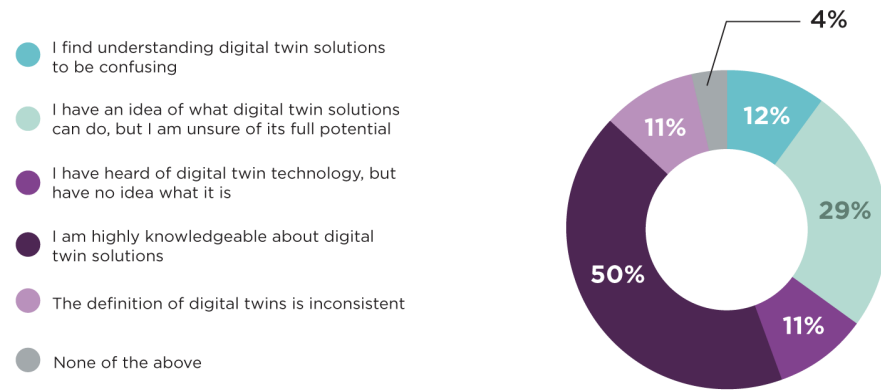 I find understanding digital twin solutions
to be confusing
I have an idea of what digital twin solutions
can do, but I am unsure of its full potential
I have heard of digital twin technology, but
have no idea what it is
I am highly knowledgeable about digital
twin solutions
The definition of digital twins is inconsistent
None of the above
4%
12%
11%
29%
50%
11%